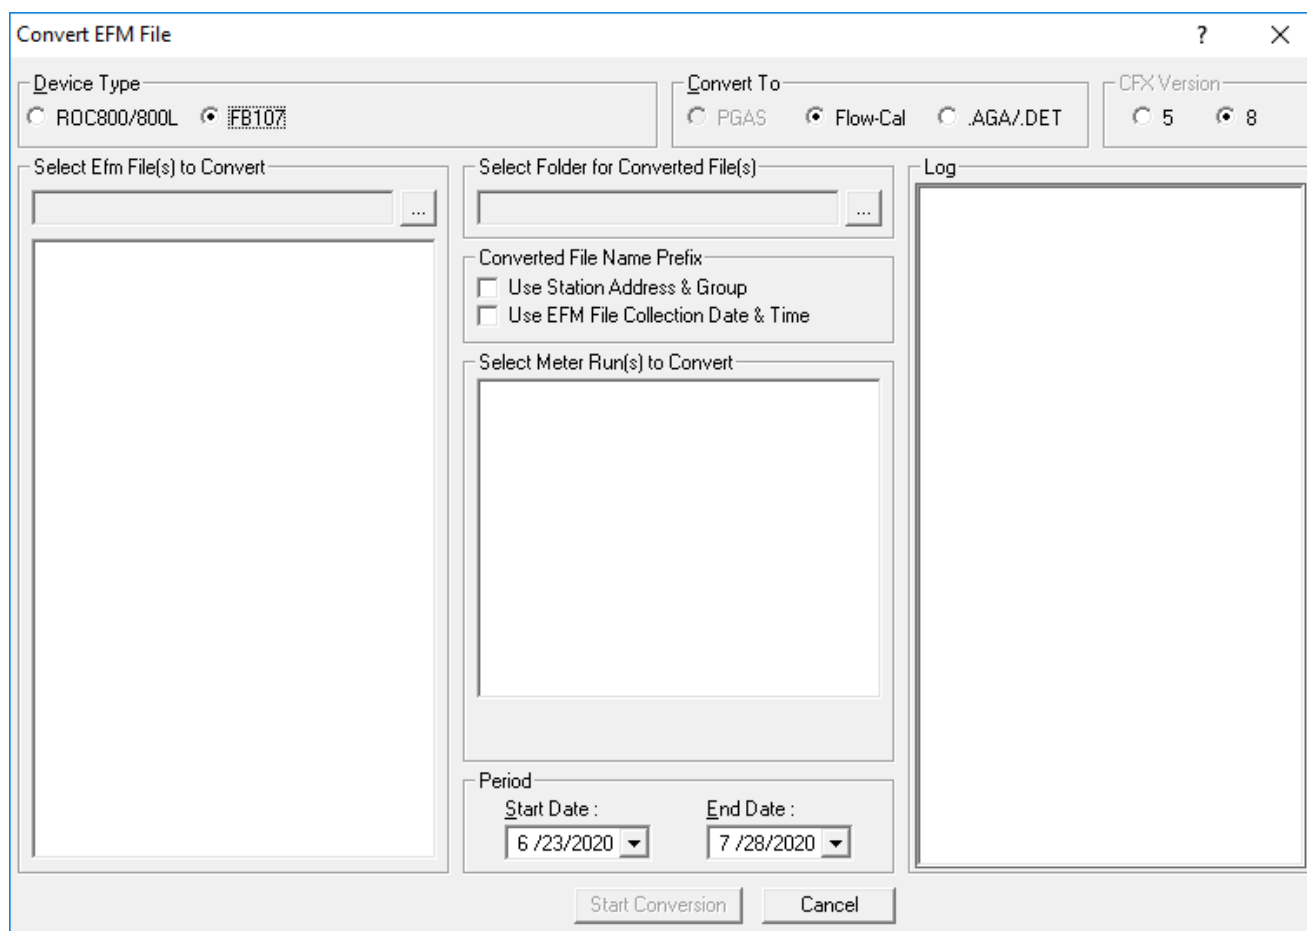 Convert EFM File
? ×
Device Type
ROC800/800L FB107
Convert To
PGAS Flow-Cal .AGA/.DET
CFX Version
5 8
Select Efm File(s) to Convert
...
Select Folder for Converted File(s)
...
Converted File Name Prefix
Use Station Address & Group
Use EFM File Collection Date & Time
Select Meter Run(s) to Convert
Period
Start Date : End Date :
6 /23/2020 7 /28/2020
Log
Start Conversion Cancel